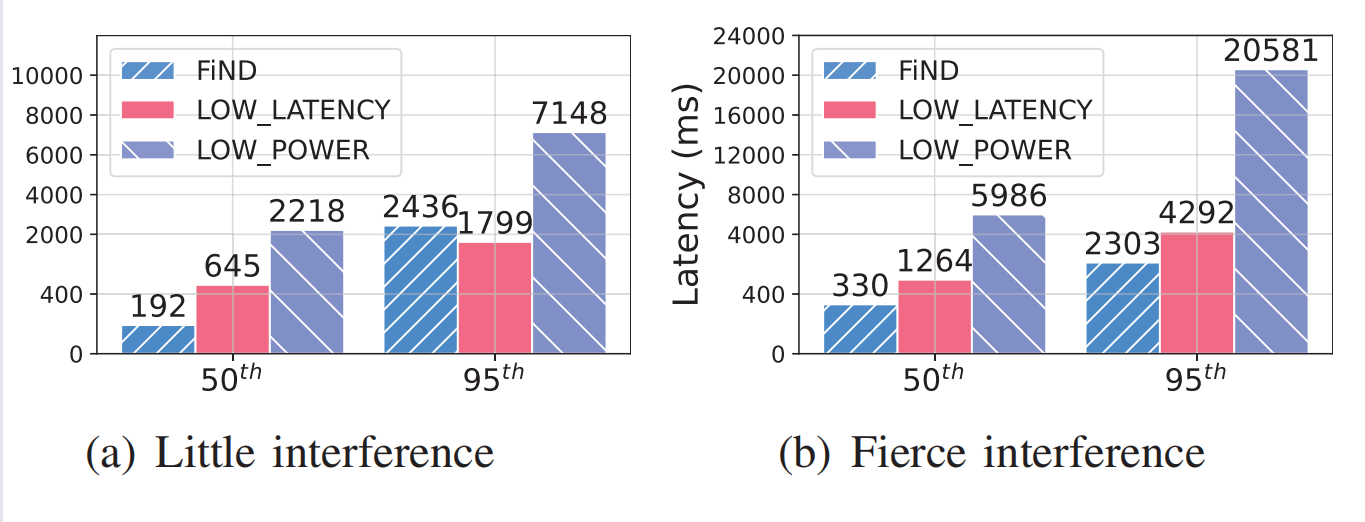 10000
8000
6000
4000
2000
400
0
FiND
LOW_LATENCY
LOW_POWER
192
645
2218
2436
1799
7148
50th
95th
(a) Little interference
Latency (ms)
24000
20000
16000
12000
8000
4000
400
0
FiND
LOW_LATENCY
LOW_POWER
330
1264
5986
2303
4292
20581
50th
95th
(b) Fierce interference